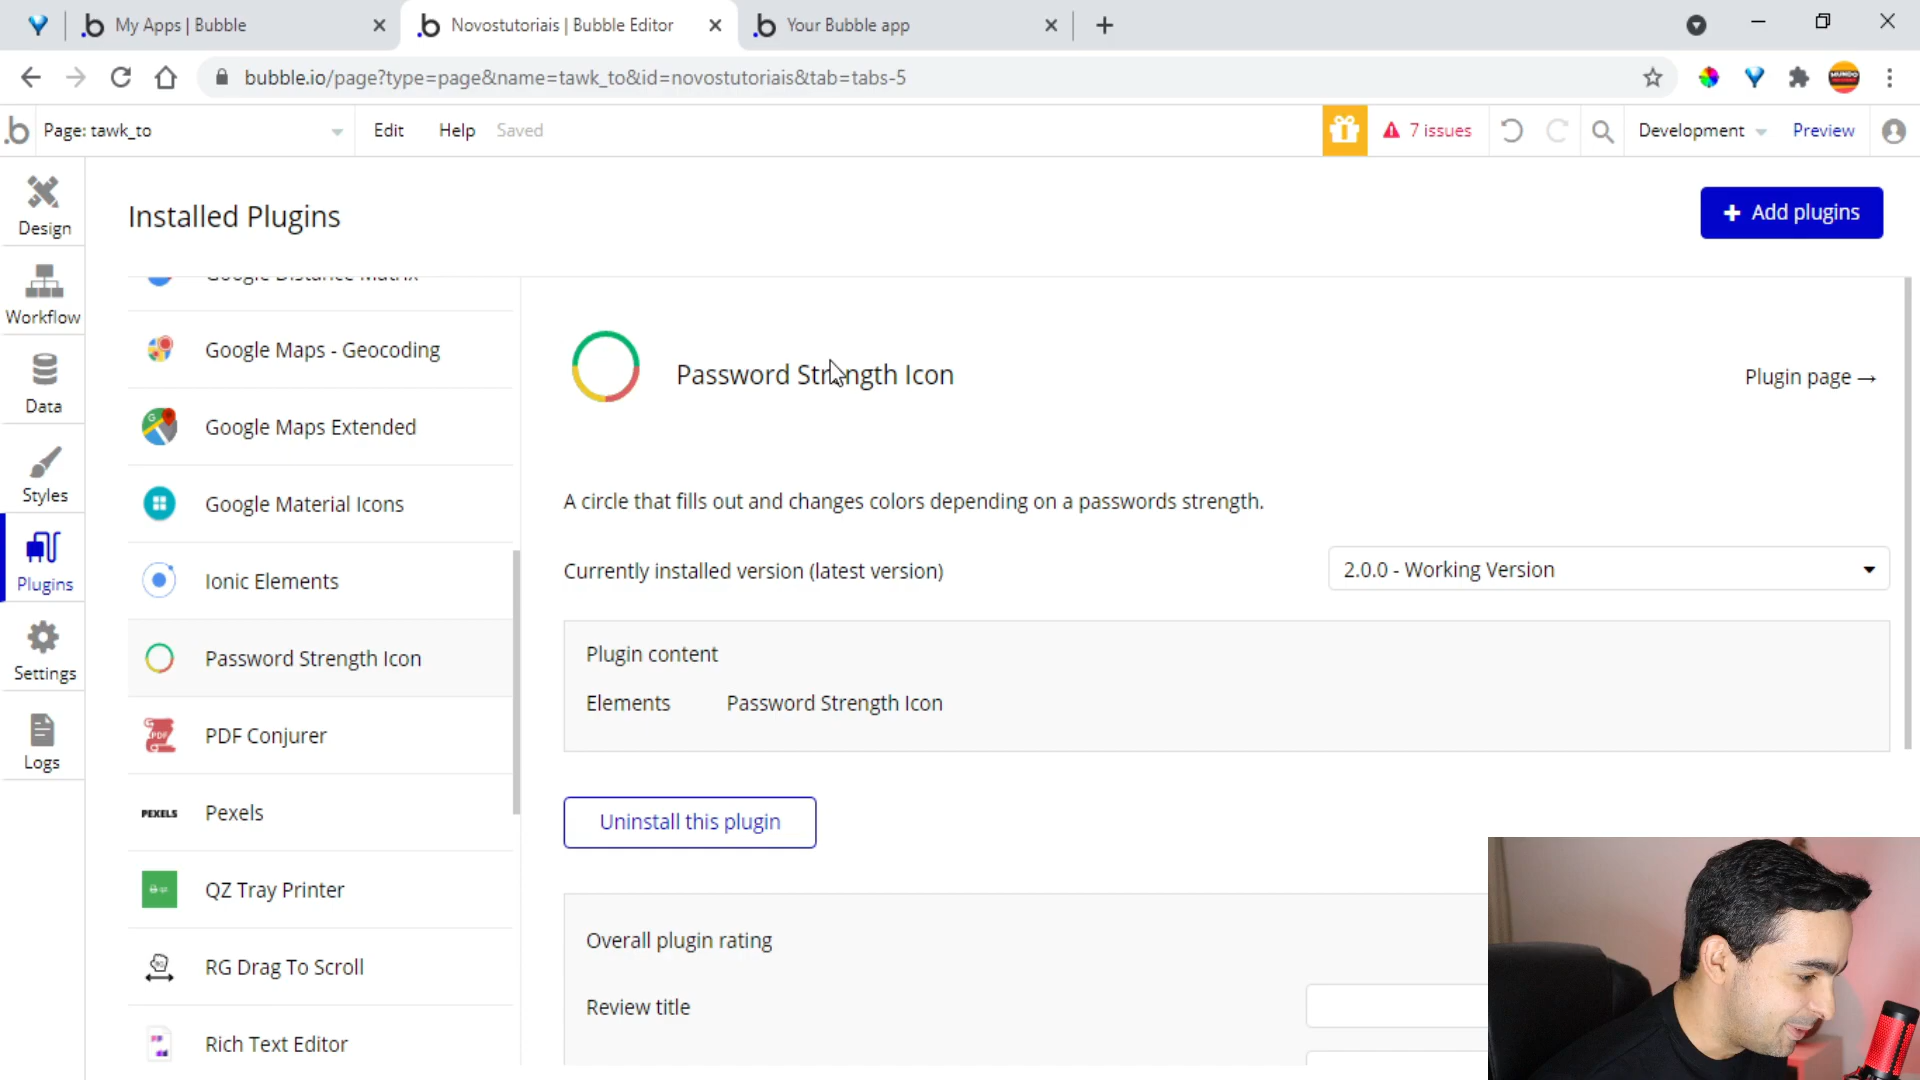 My Apps | Bubble
Novostutoriais | Bubble Editor
Your Bubble app
bubble.io/page?type=page&name=tawk_to&id=novostutoriais&tab=tabs-5
Page: tawk_to
Edit
Help
Saved
7 issues
Development
Preview
Design
Workflow
Data
Styles
Plugins
Settings
Logs
Installed Plugins
Add plugins
Google Distance Matrix
Google Maps - Geocoding
Google Maps Extended
Google Material Icons
Ionic Elements
Password Strength Icon
PDF Conjurer
PEXELS
Pexels
QZ Tray Printer
RG Drag To Scroll
Rich Text Editor
Password Strength Icon
Plugin page →
A circle that fills out and changes colors depending on a passwords strength.
Currently installed version (latest version)
2.0.0 - Working Version
Plugin content
Elements
Password Strength Icon
Uninstall this plugin
Overall plugin rating
Review title